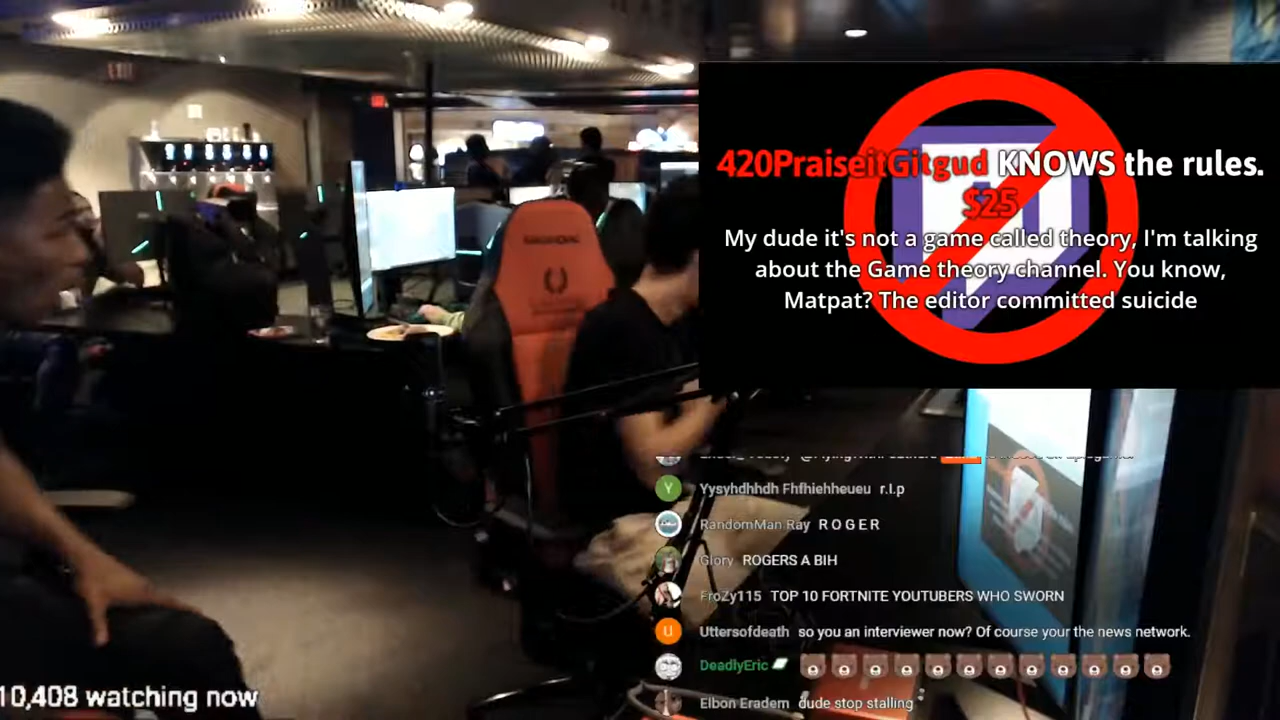 EXIT
420PraiseitGitgud KNOWS the rules.
$25
My dude it's not a game called theory, I'm talking
about the Game theory channel. You know,
Matpat? The editor committed suicide
Y Yysyhdhhdh Fhfhiehheueu r.I.p
RandomMan Ray R O G E R
Glory ROGERS A BIH
FroZy115 TOP 10 FORTNITE YOUTUBERS WHO SWORN
U Uttersofdeath so you an interviewer now? Of course your the news network.
DeadlyEric
Elbon Eradem dude stop stalling
10,408 watching now